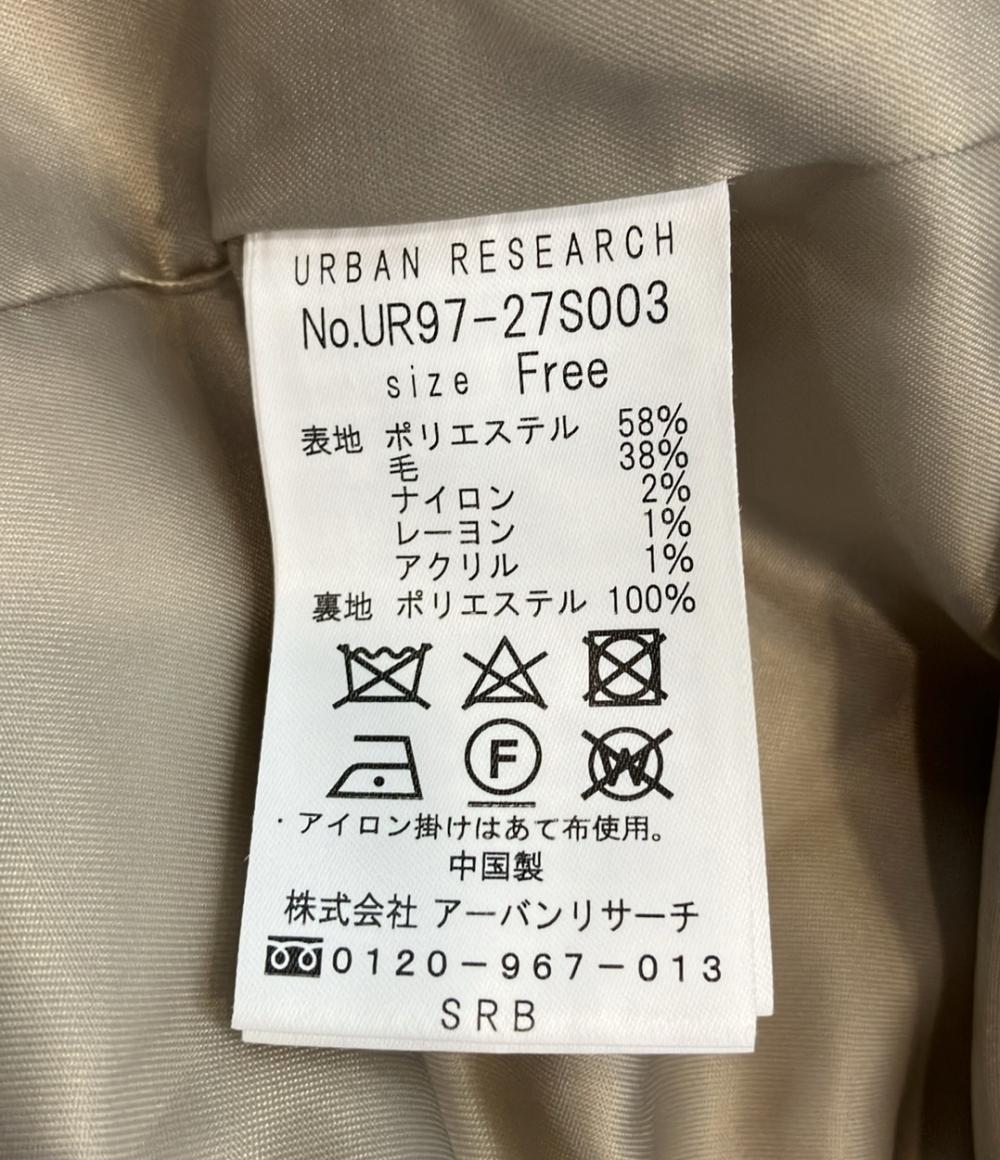 URBAN RESEARCH
No.UR97-27S003
size Free
表地 ポリエステル 58%
毛 38%
ナイロン 2%
レーヨン 1%
アクリル 1%
裏地 ポリエステル 100%
F W
・アイロン掛けはあて布使用。
中国製
株式会社 アーバンリサーチ
0120-967-013
SRB